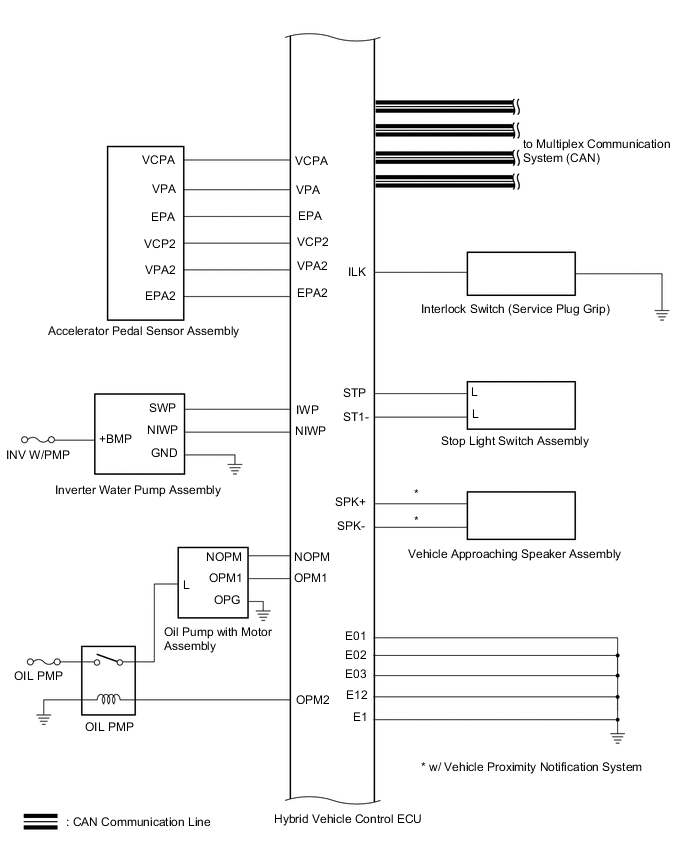 to Multiplex Communication
System (CAN)
VCPA
VPA
EPA
VCP2
VPA2
EPA2
VCPA
VPA
EPA
VCP2
VPA2
EPA2
Accelerator Pedal Sensor Assembly
ILK
Interlock Switch (Service Plug Grip)
STP
ST1-
L
L
Stop Light Switch Assembly
SWP
NIWP
GND
+BMP
IWP
NIWP
INV W/PMP
Inverter Water Pump Assembly
SPK+
SPK-
*
*
Vehicle Approaching Speaker Assembly
NOPM
OPM1
OPG
L
NOPM
OPM1
Oil Pump with Motor
Assembly
OIL PMP
OPM2
OIL PMP
E01
E02
E03
E12
E1
* w/ Vehicle Proximity Notification System
: CAN Communication Line
Hybrid Vehicle Control ECU